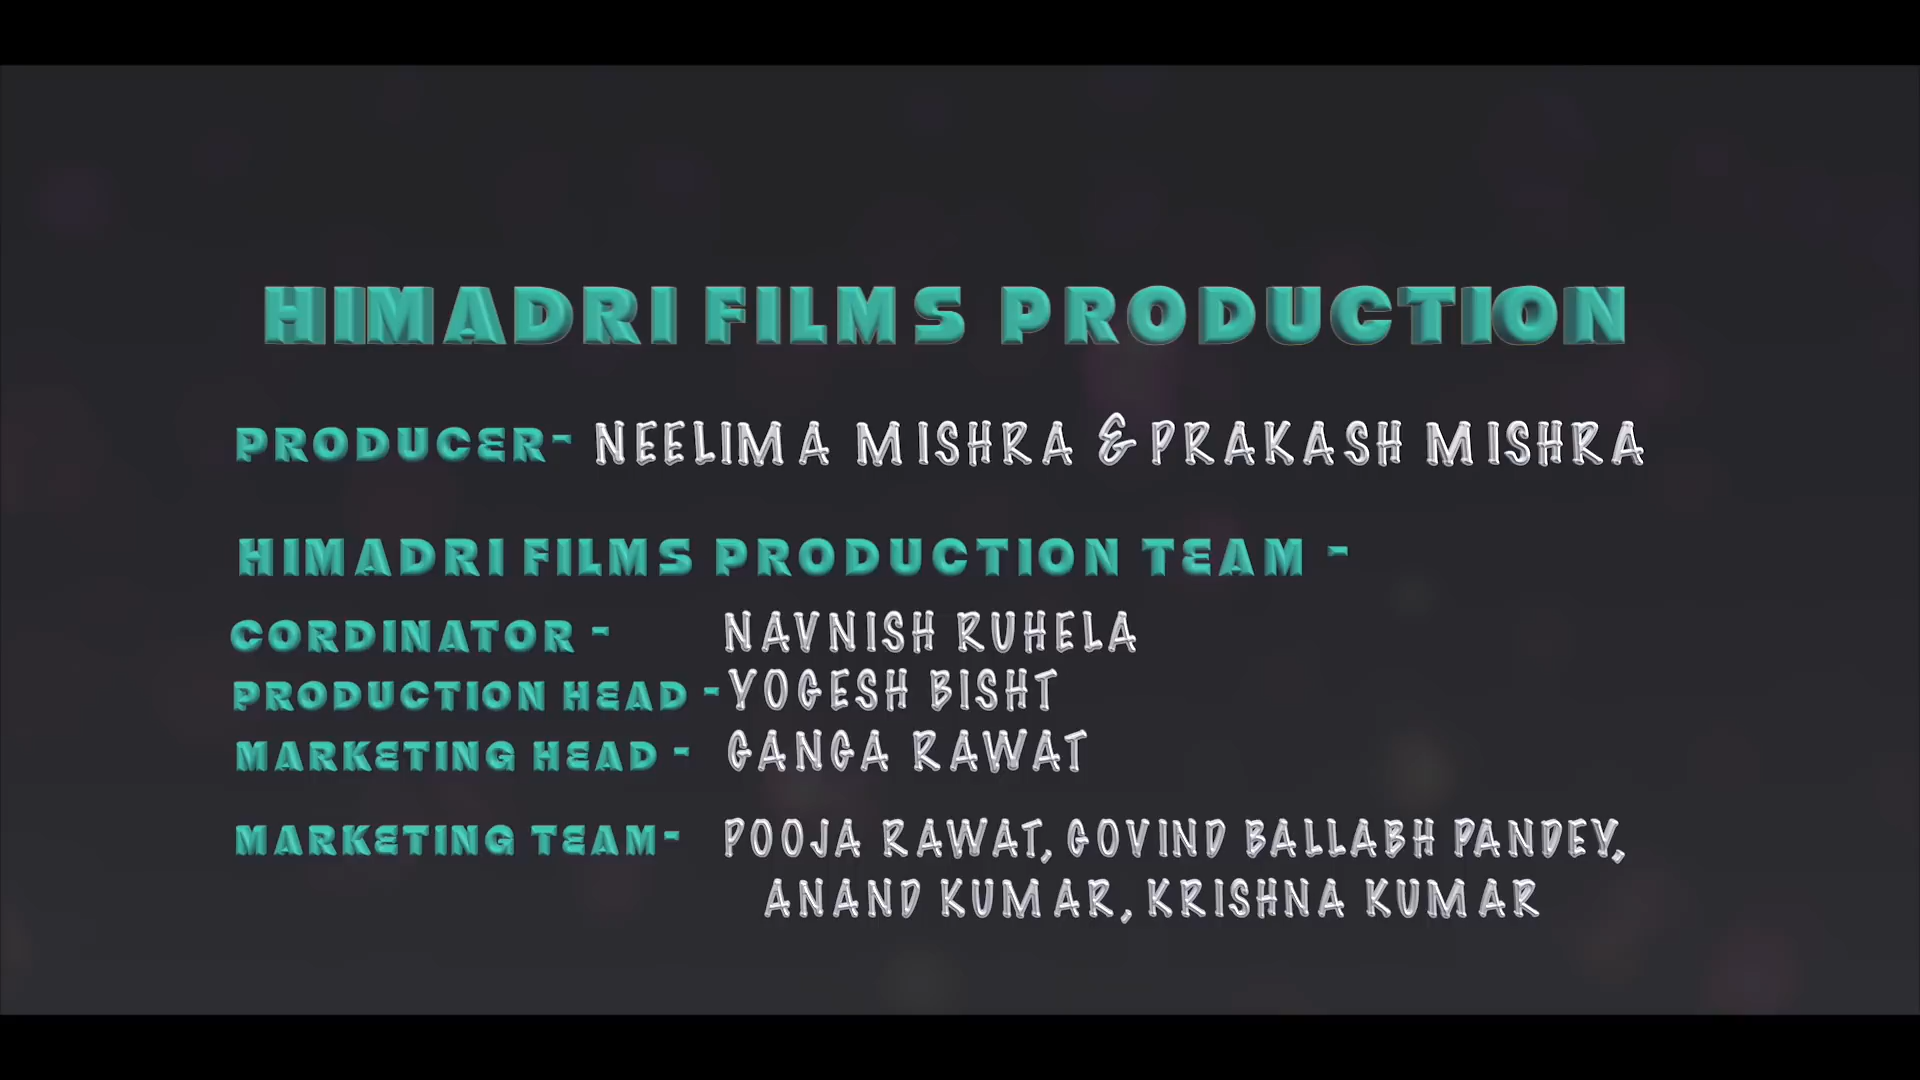 HIMADRI FILMS PRODUCTION
PRODUCER- NEELIMA MISHRA & PRAKASH MISHRA
HIMADRI FILMS PRODUCTION TEAM -
CORDINATOR - NAVNISH RUHELA
PRODUCTION HEAD - YOGESH BISHT
MARKETING HEAD - GANGA RAWAT
MARKETING TEAM- POOJA RAWAT, GOVIND BALLABH PANDEY,
ANAND KUMAR, KRISHNA KUMAR